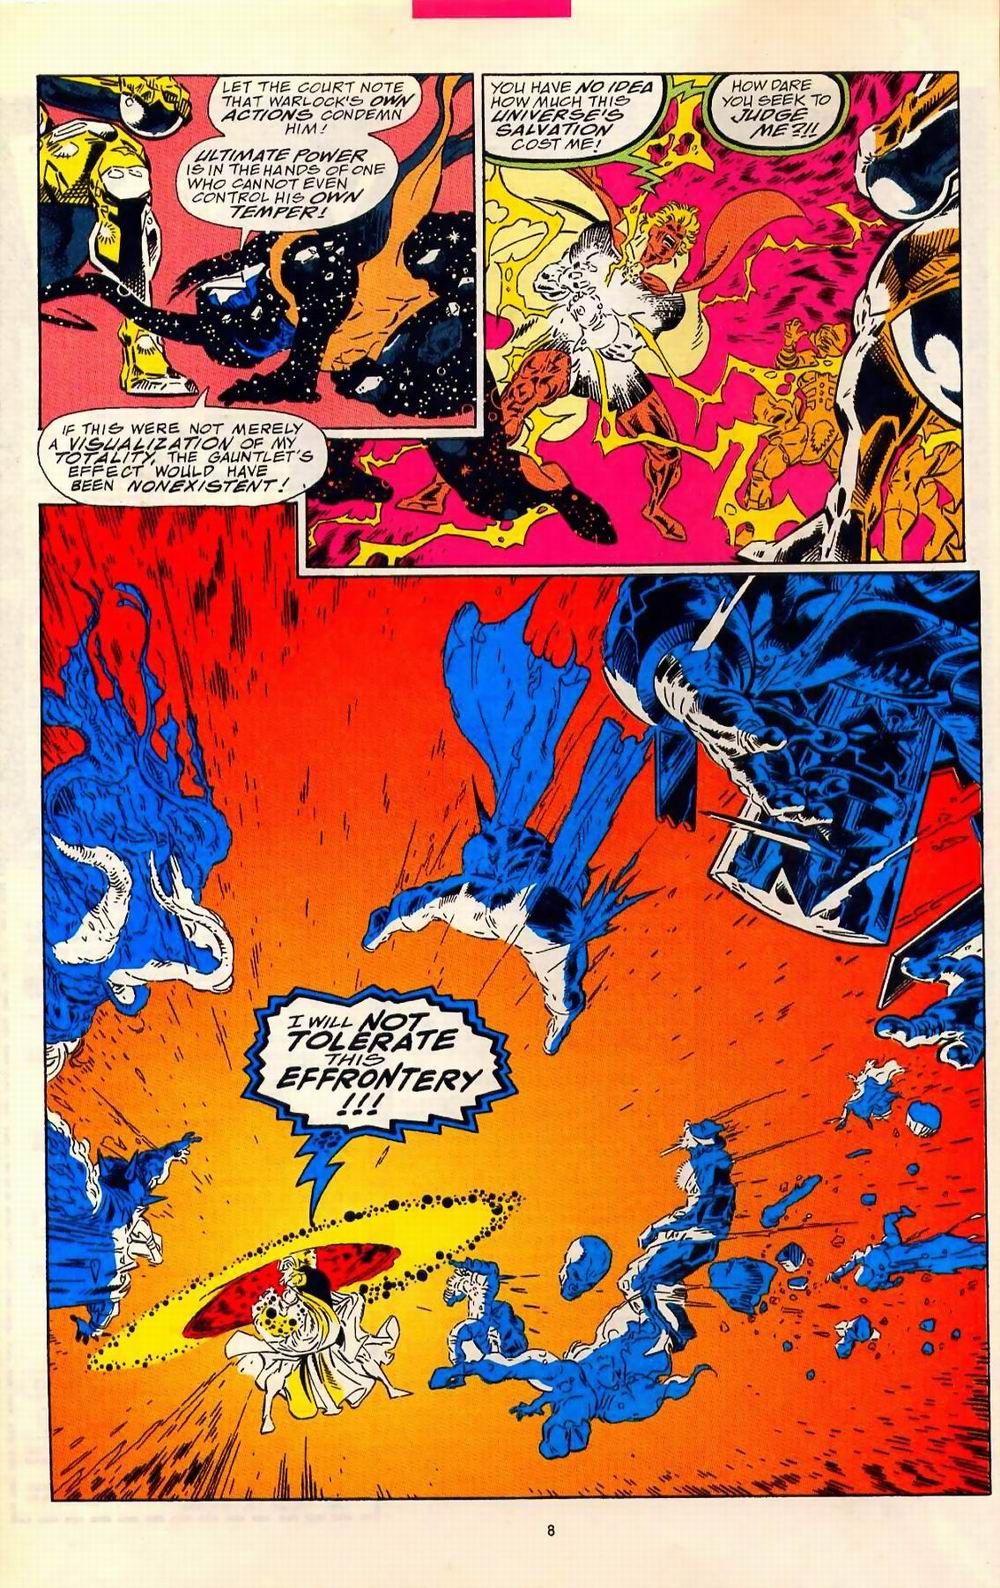 LET THE COURT NOTE
THAT WARLOCK'S OWN
ACTIONS CONDEMN
HIM!
ULTIMATE POWER
IS IN THE HANDS OF ONE
WHO CANNOT EVEN
CONTROL HIS OWN
TEMPER!
IF THIS WERE NOT MERELY
A VISUALIZATION OF MY
TOTALITY, THE GAUNTLET'S
EFFECT WOULD HAVE
BEEN NONEXISTENT!
YOU HAVE NO IDEA
HOW MUCH THIS
UNIVERSE'S
SALVATION
COST ME!
HOW DARE
YOU SEEK TO
JUDGE
ME?!!
I WILL NOT
TOLERATE
THIS
EFFRONTERY
!!!
8